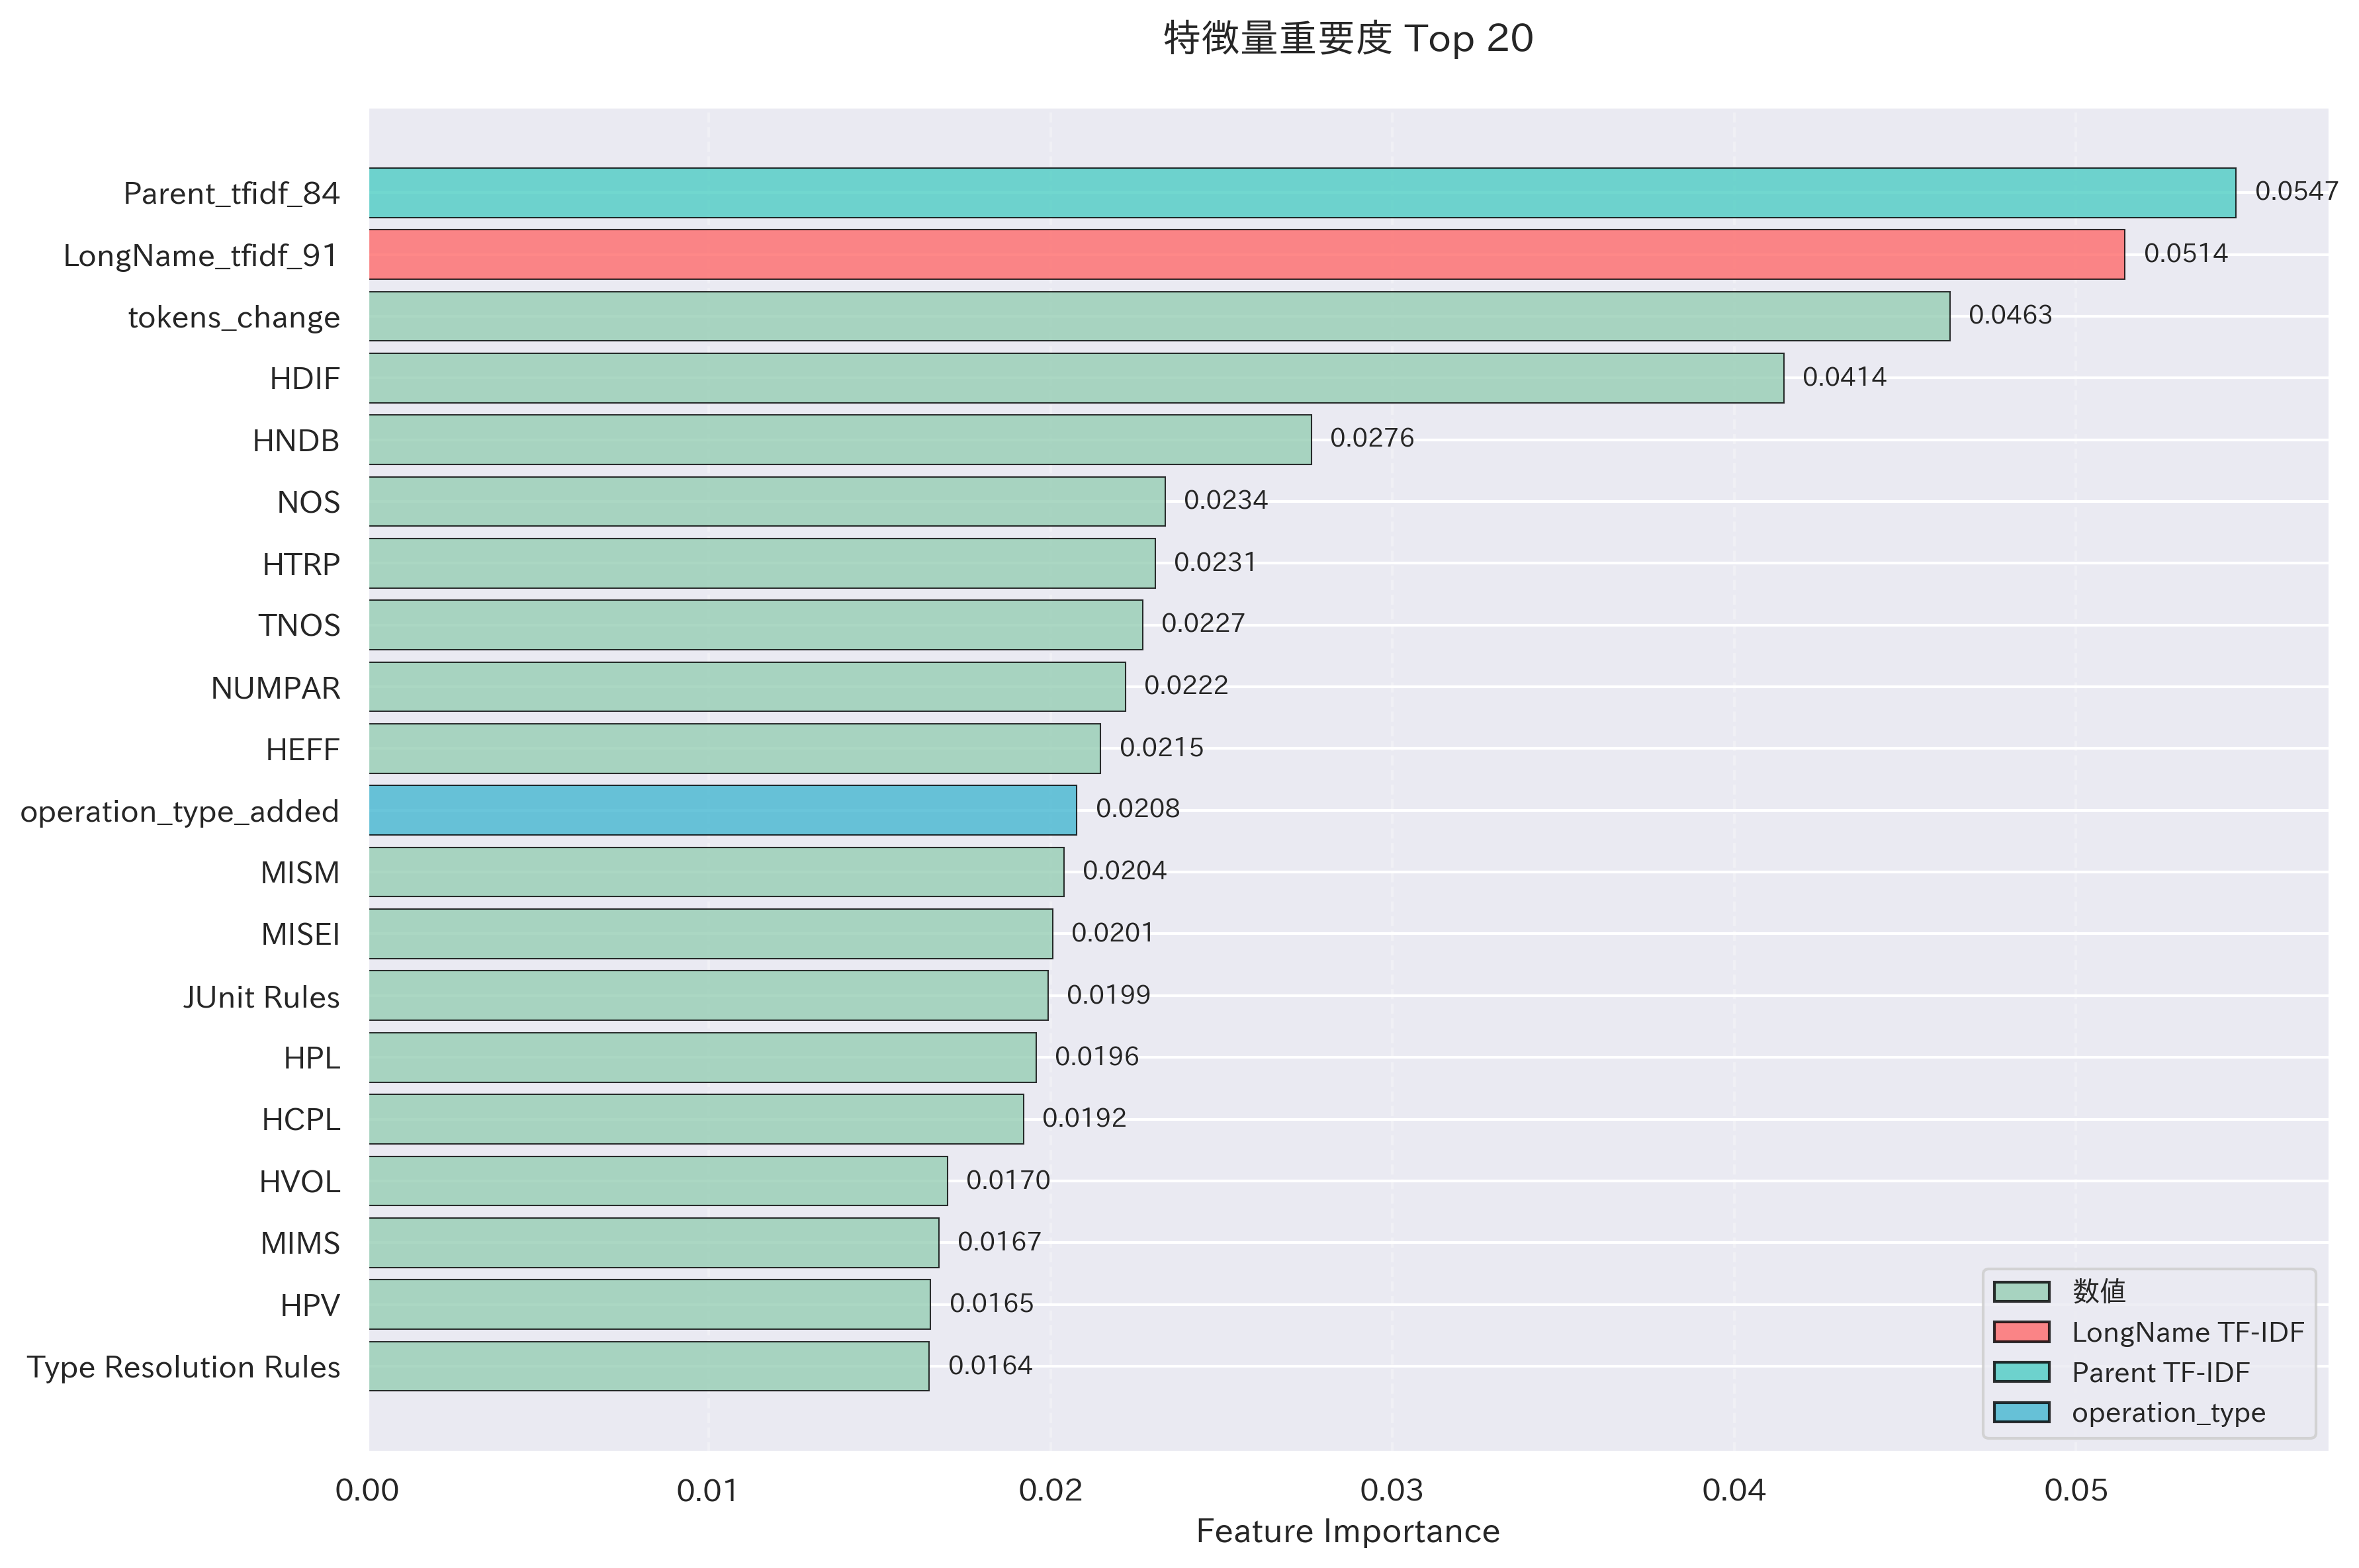 特徴量重要度 Top 20
Parent_tfidf_84 0.0547
LongName_tfidf_91 0.0514
tokens_change 0.0463
HDIF 0.0414
HNDB 0.0276
NOS 0.0234
HTRP 0.0231
TNOS 0.0227
NUMPAR 0.0222
HEFF 0.0215
operation_type_added 0.0208
MISM 0.0204
MISEI 0.0201
JUnit Rules 0.0199
HPL 0.0196
HCPL 0.0192
HVOL 0.0170
MIMS 0.0167
HPV 0.0165
Type Resolution Rules 0.0164
数値
LongName TF-IDF
Parent TF-IDF
operation_type
0.00 0.01 0.02 0.03 0.04 0.05
Feature Importance